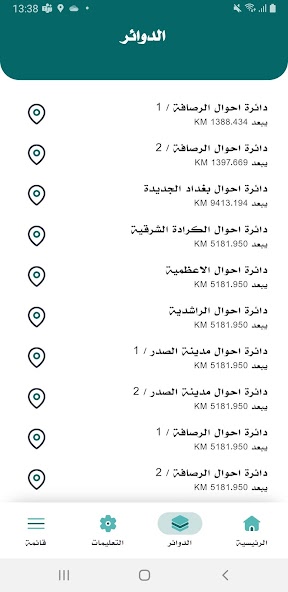 13:38
الدوائر
دائرة احوال الرصافة / 1
يبعد 1388.434 KM
دائرة احوال الرصافة / 2
يبعد 1397.669 KM
دائرة احوال بغداد الجديدة
يبعد 9413.194 KM
دائرة احوال الكرادة الشرقية
يبعد 5181.950 KM
دائرة احوال الاعظمية
يبعد 5181.950 KM
دائرة احوال الراشدية
يبعد 5181.950 KM
دائرة احوال مدينة الصدر / 1
يبعد 5181.950 KM
دائرة احوال مدينة الصدر / 2
يبعد 5181.950 KM
دائرة احوال الرصافة / 1
يبعد 5181.950 KM
دائرة احوال الرصافة / 2
يبعد 5181.950 KM
الرئيسية الدوائر التعليمات قائمة